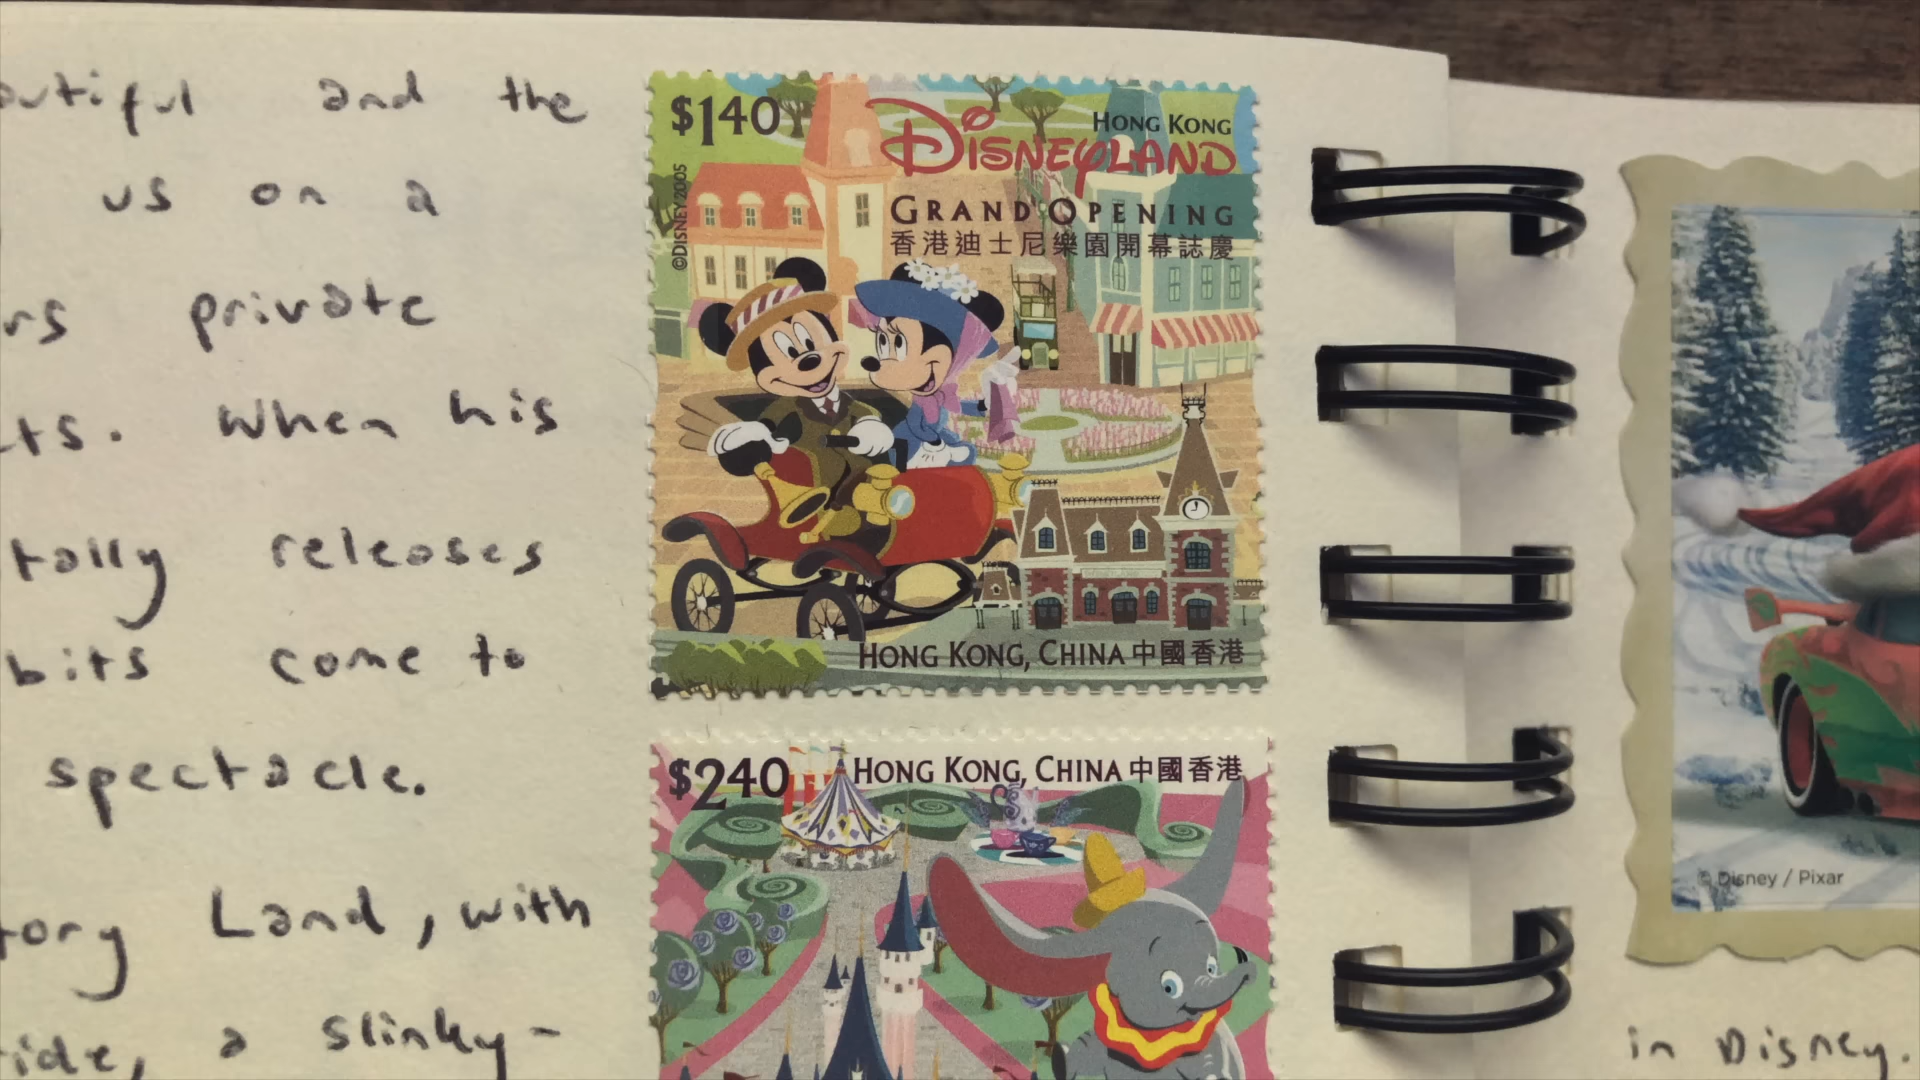 and the
us on a
private
When his
releases
bits come to
spectacle.
Land, with
a slinky-
$1.40
©DISNEY 2005
HONG KONG
DISNEYLAND
GRAND OPENING
香港迪士尼樂園開幕誌慶
HONG KONG, CHINA 中國香港
$2.40
HONG KONG, CHINA 中國香港
© Disney / Pixar
in Disney.